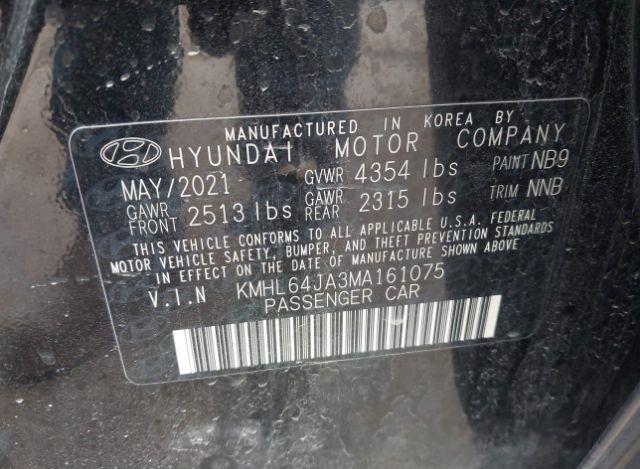 MANUFACTURED IN KOREA BY
HYUNDAI MOTOR COMPANY
MAY/2021 GVWR 4354 lbs PAINT NB9
GAWR FRONT 2513 lbs GAWR REAR 2315 lbs TRIM NNB
THIS VEHICLE CONFORMS TO ALL APPLICABLE U.S.A. FEDERAL
MOTOR VEHICLE SAFETY, BUMPER, AND THEFT PREVENTION STANDARDS
IN EFFECT ON THE DATE OF MANUFACTURE SHOWN ABOVE
V.I.N KMHL64JA3MA161075
PASSENGER CAR